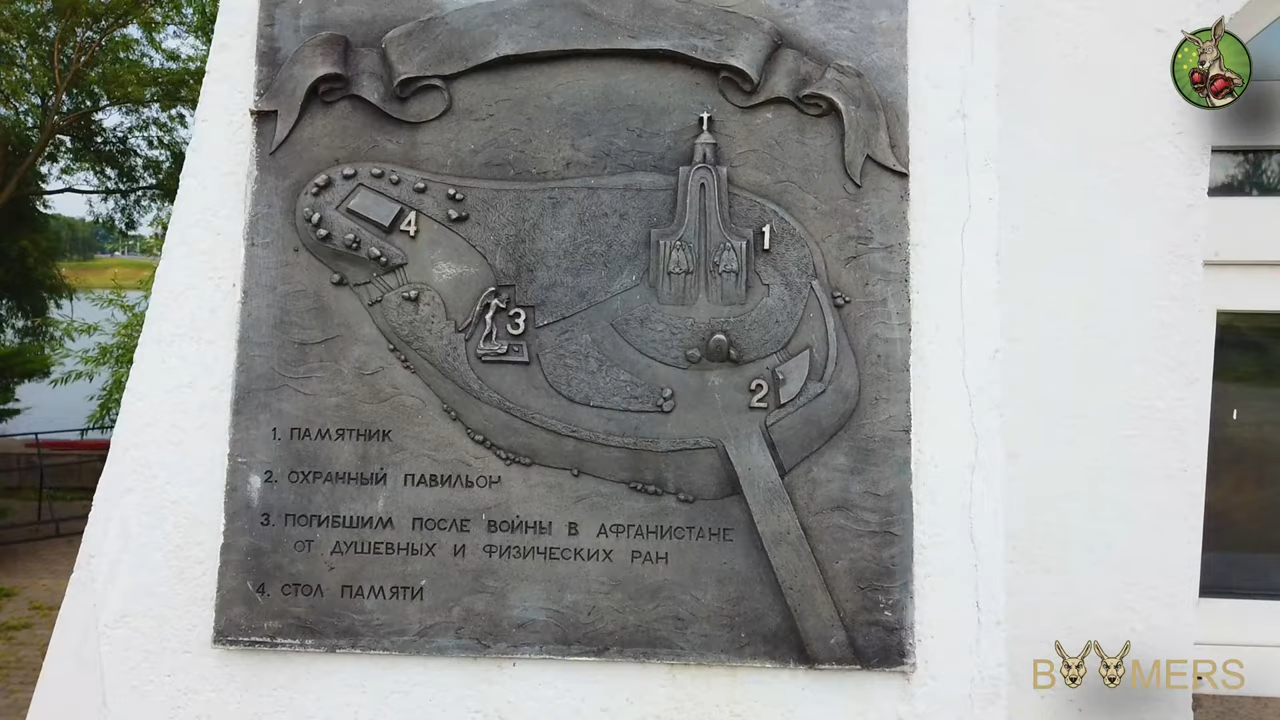 4
1
3
2
1. ПАМЯТНИК
2. ОХРАННЫЙ ПАВИЛЬОН
3. ПОГИБШИМ ПОСЛЕ ВОЙНЫ В АФГАНИСТАНЕ
ОТ ДУШЕВНЫХ И ФИЗИЧЕСКИХ РАН
4. СТОЛ ПАМЯТИ
BOOMERS